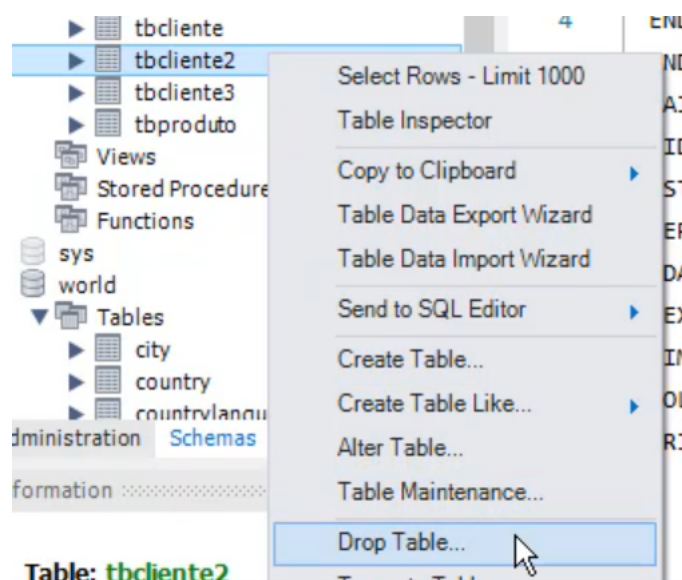 tbcliente
tbcliente2
tbcliente3
tbproduto
Views
Stored Procedure
Functions
sys
world
Tables
city
country
countrylangu
dministration Schemas
formation
Table: tbcliente2
Select Rows - Limit 1000
Table Inspector
Copy to Clipboard
Table Data Export Wizard
Table Data Import Wizard
Send to SQL Editor
Create Table...
Create Table Like...
Alter Table...
Table Maintenance...
Drop Table...
4